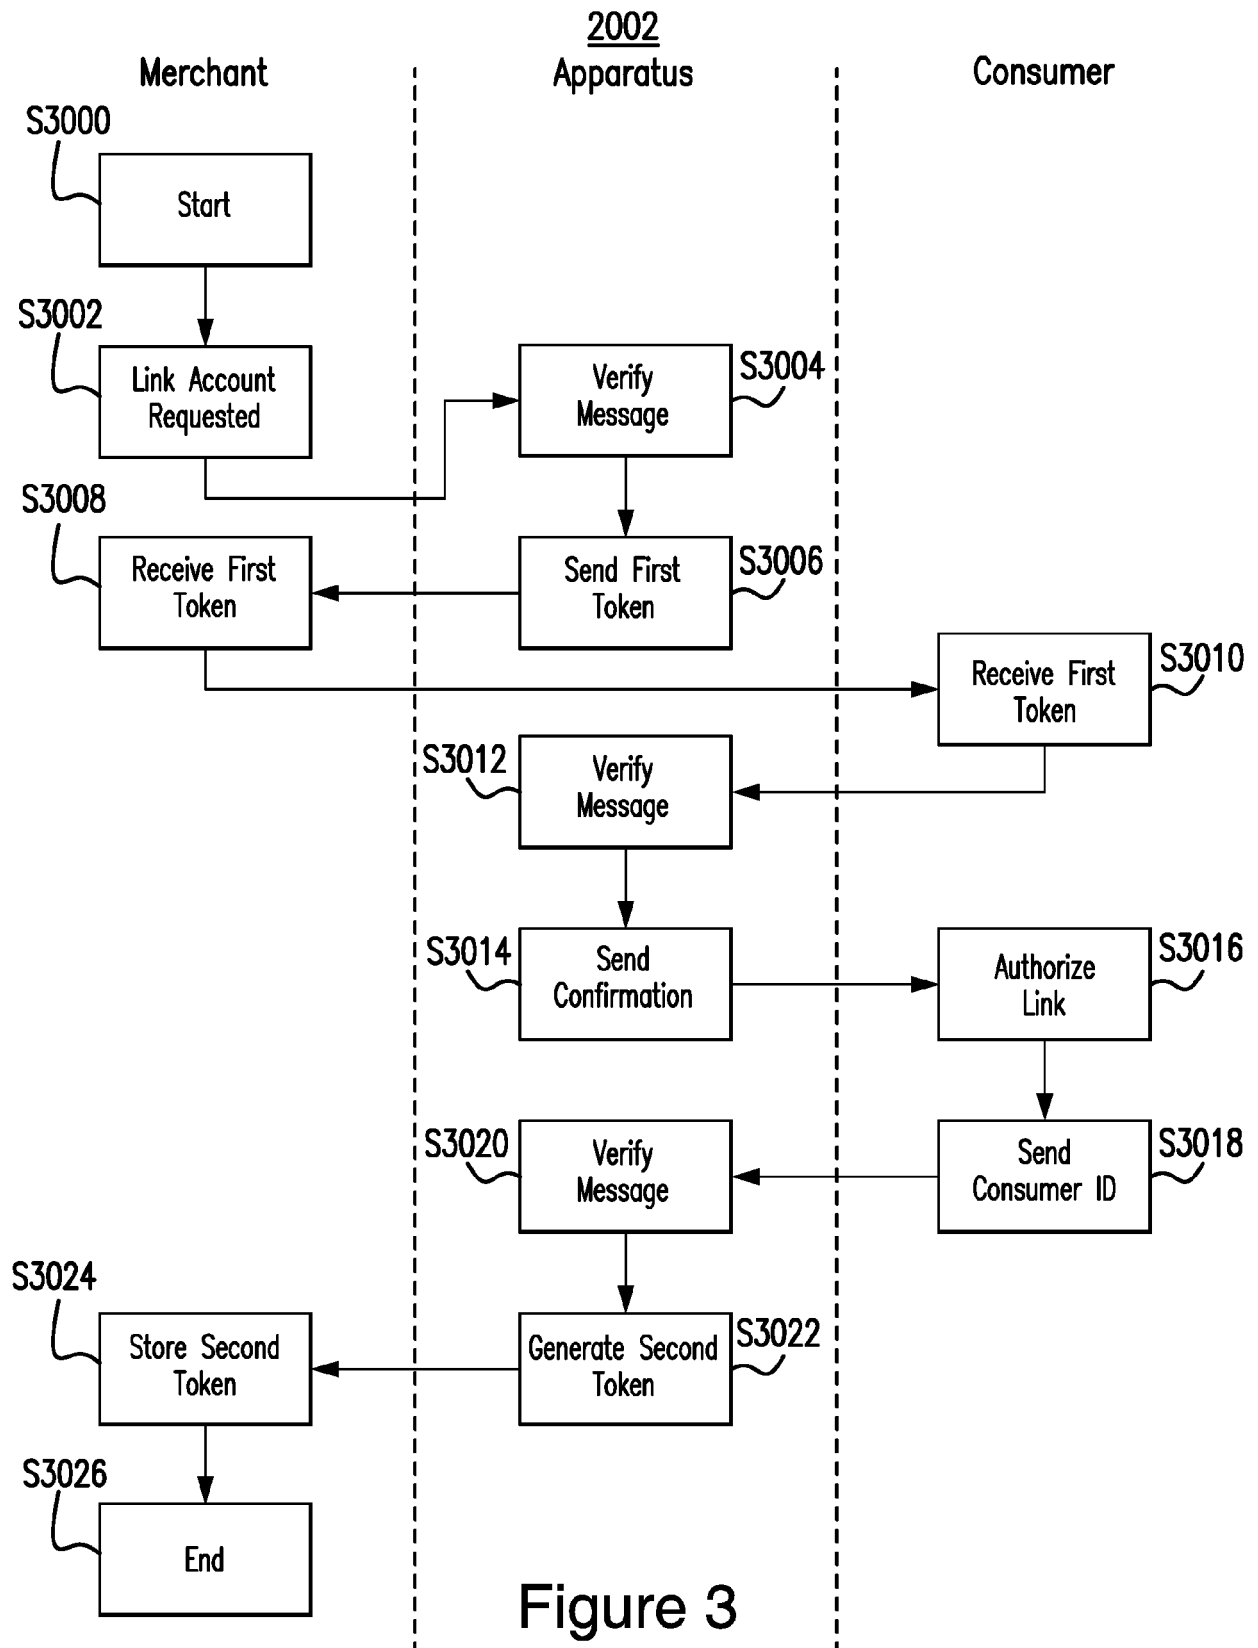 2002
Merchant
Apparatus
Consumer
S3000
Start
S3002
Link Account
Requested
Verify
Message
S3004
S3008
Receive First
Token
Send First
Token
S3006
Receive First
Token
S3010
S3012
Verify
Message
S3014
Send
Confirmation
Authorize
Link
S3016
S3020
Verify
Message
Send
Consumer ID
S3018
S3024
Store Second
Token
Generate Second
Token
S3022
S3026
End
Figure 3